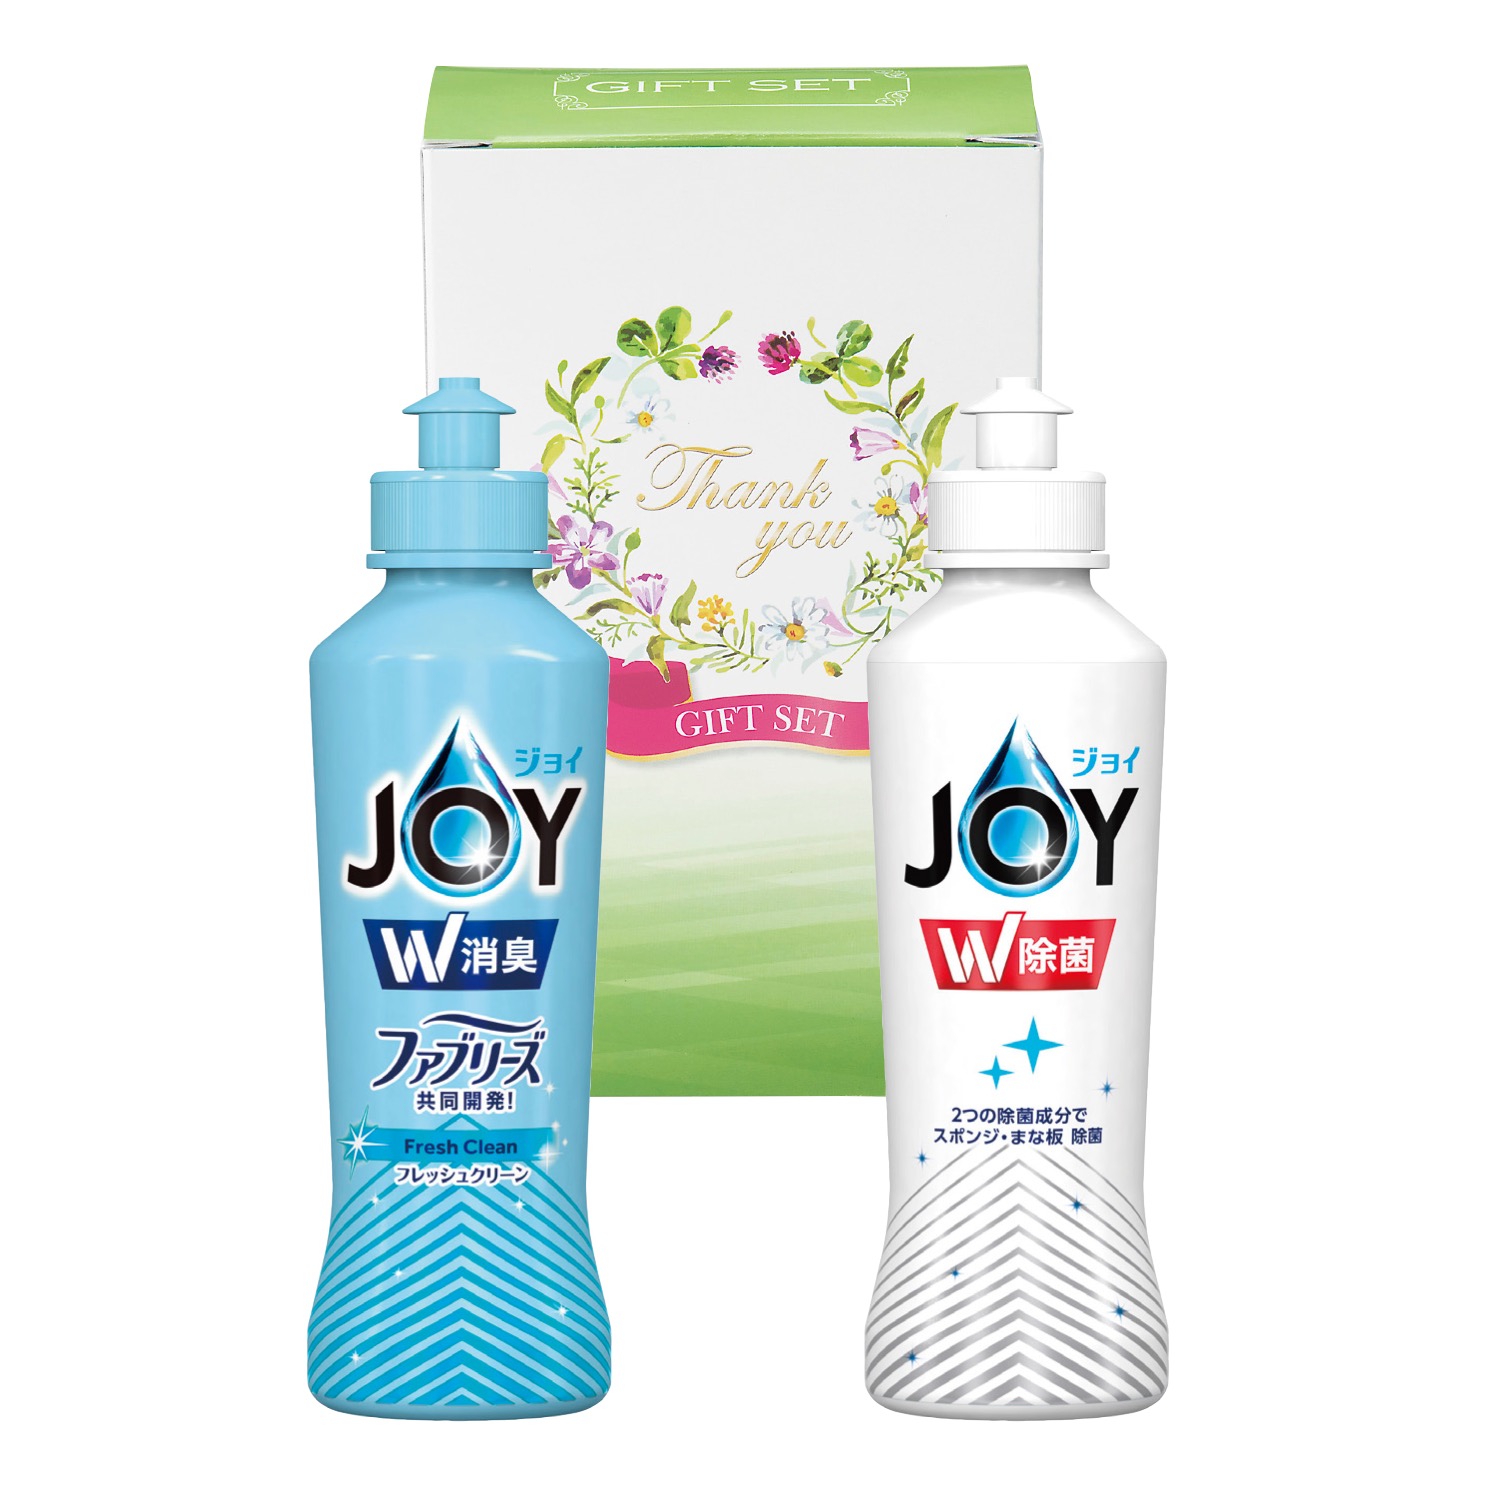 GIFT SET
Thank
you
GIFT SET
ジョイ
JOY
W消臭
ファブリーズ
共同開発!
Fresh Clean
フレッシュクリーン
ジョイ
JOY
W除菌
2つの除菌成分で
スポンジ・まな板 除菌